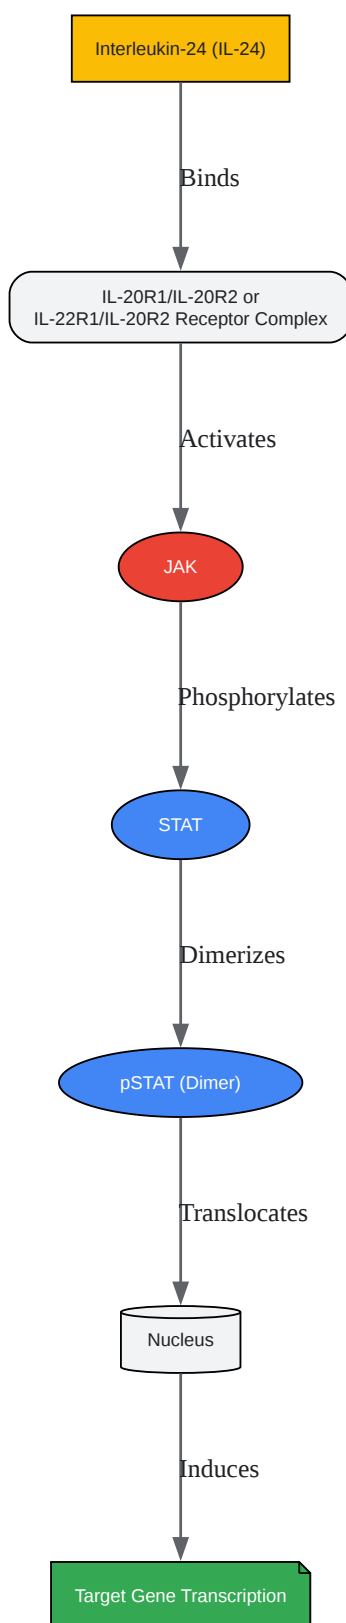 Interleukin-24 (IL-24)
Binds
IL-20R1/IL-20R2 or
IL-22R1/IL-20R2 Receptor Complex
Activates
JAK
Phosphorylates
STAT
Dimerizes
pSTAT (Dimer)
Translocates
Nucleus
Induces
Target Gene Transcription